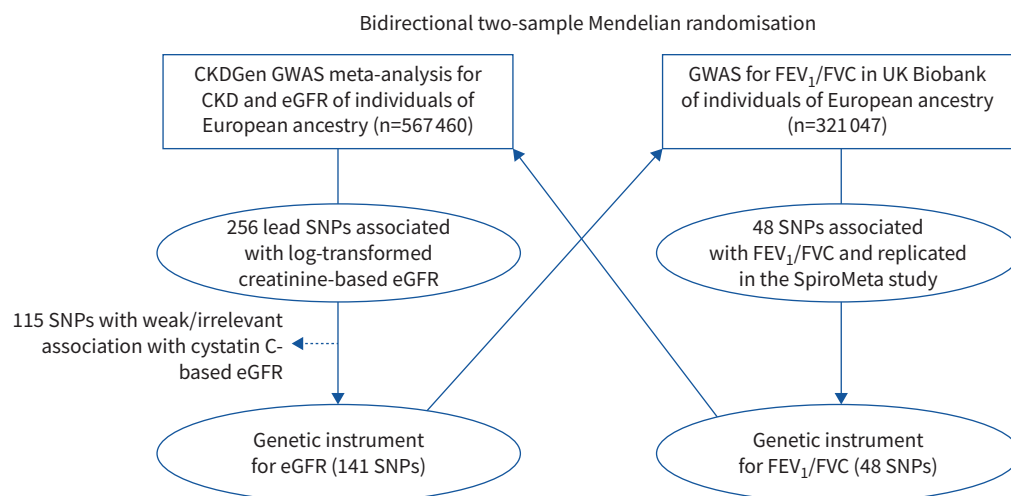 Bidirectional two-sample Mendelian randomisation
CKDGen GWAS meta-analysis for
CKD and eGFR of individuals of
European ancestry (n=567 460)
GWAS for FEV₁/FVC in UK Biobank
of individuals of European ancestry
(n=321 047)
256 lead SNPs associated
with log-transformed
creatinine-based eGFR
48 SNPs associated
with FEV₁/FVC and replicated
in the SpiroMeta study
115 SNPs with weak/irrelevant
association with cystatin C-
based eGFR
Genetic instrument
for eGFR (141 SNPs)
Genetic instrument
for FEV₁/FVC (48 SNPs)